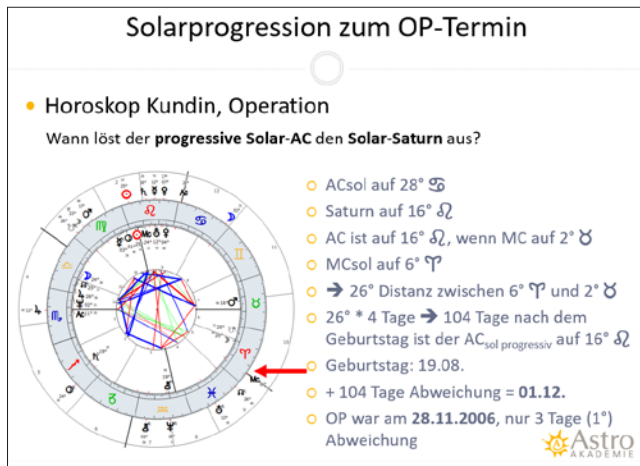 Solarprogression zum OP-Termin
• Horoskop Kundin, Operation
Wann löst der progressive Solar-AC den Solar-Saturn aus?
ACsol auf 28° ♋
Saturn auf 16° ♌
AC ist auf 16° ♌, wenn MC auf 2° ♉
MCsol auf 6° ♈
➔ 26° Distanz zwischen 6° ♈ und 2° ♉
26° * 4 Tage ➔ 104 Tage nach dem
Geburtstag ist der ACsol progressiv auf 16° ♌
Geburtstag: 19.08.
+ 104 Tage Abweichung = 01.12.
OP war am 28.11.2006, nur 3 Tage (1°)
Abweichung
Astro
AKADEMIE